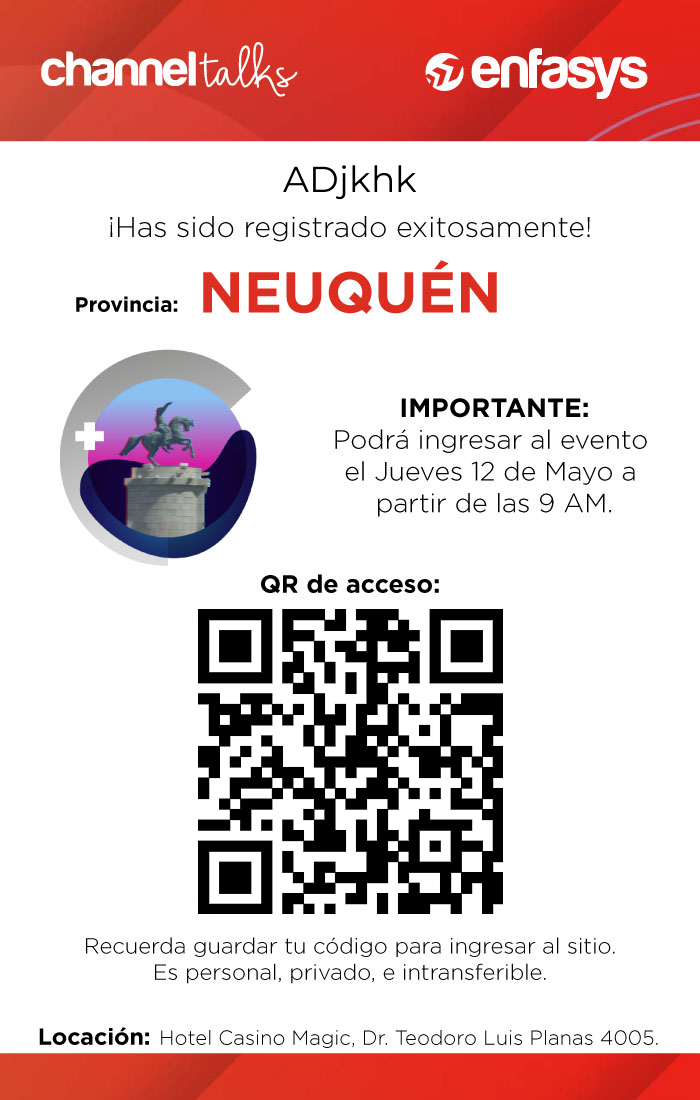 channeltalks
enfasys
ADjkhk
¡Has sido registrado exitosamente!
Provincia: NEUQUÉN
IMPORTANTE:
Podrá ingresar al evento
el Jueves 12 de Mayo a
partir de las 9 AM.
QR de acceso:
Recuerda guardar tu código para ingresar al sitio.
Es personal, privado, e intransferible.
Locación: Hotel Casino Magic, Dr. Teodoro Luis Planas 4005.